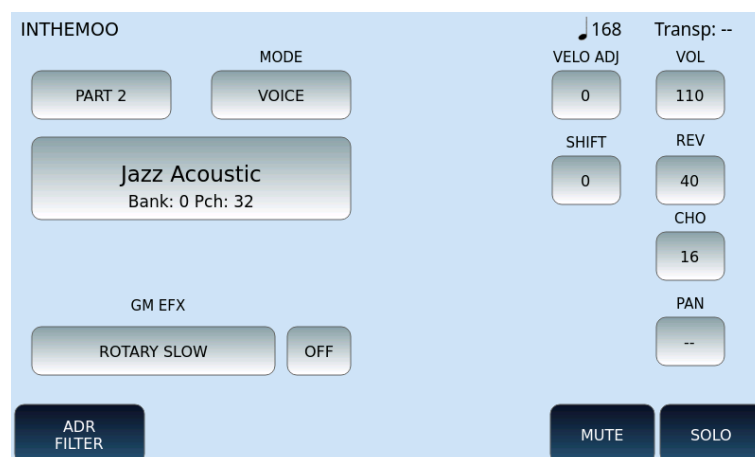 INTHEMOO
168
Transp: --
MODE
VELO ADJ
VOL
PART 2
VOICE
0
110
SHIFT
REV
Jazz Acoustic
Bank: 0 Pch: 32
0
40
CHO
16
GM EFX
PAN
ROTARY SLOW
OFF
--
ADR
FILTER
MUTE
SOLO